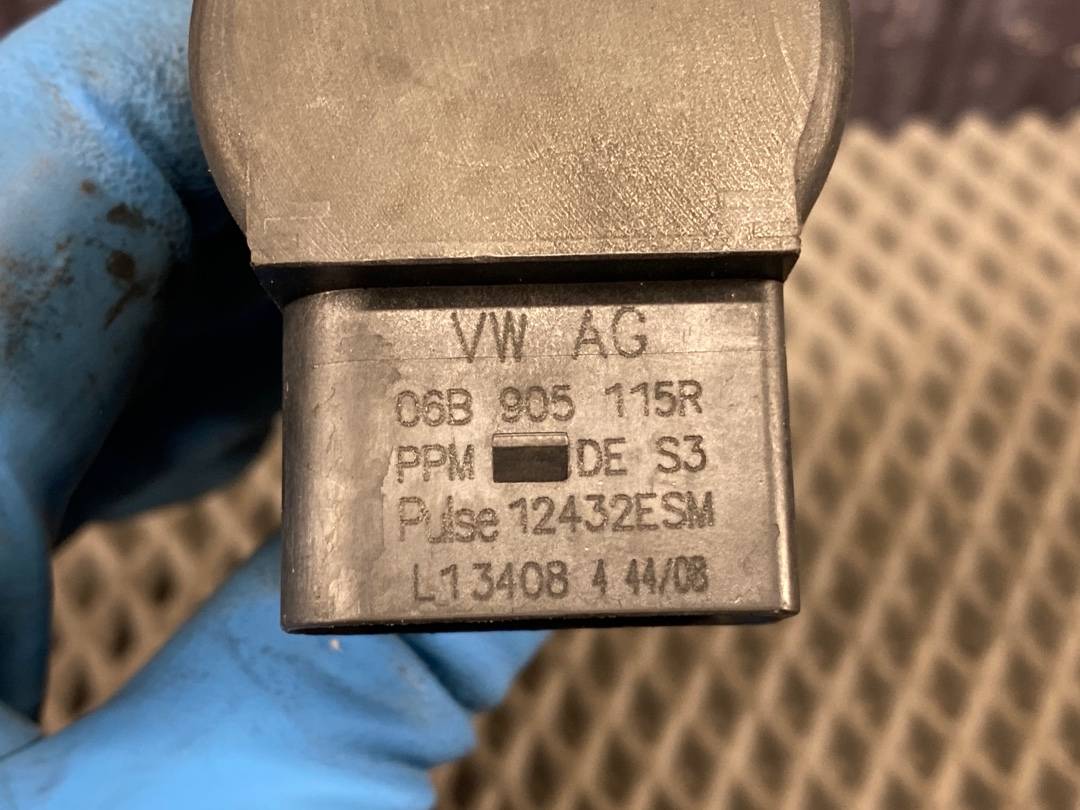 VW AG
06B 905 115R
PPM DE S3
Pulse 12432ESM
L13408 4 44/08